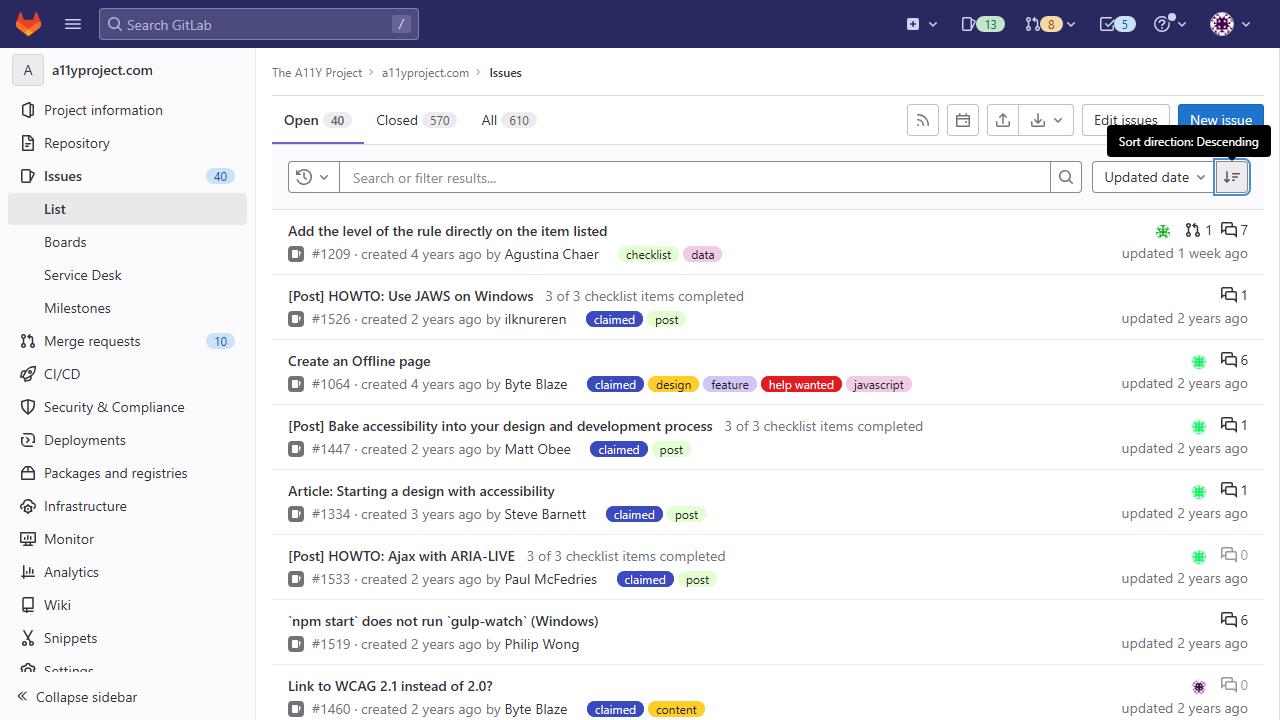 Search GitLab /
13
8
5
A a11yproject.com
The A11Y Project › a11yproject.com › Issues
Project information
Repository
Issues 40
List
Boards
Service Desk
Milestones
Merge requests 10
CI/CD
Security & Compliance
Deployments
Packages and registries
Infrastructure
Monitor
Analytics
Wiki
Snippets
Settings
Collapse sidebar
Open 40 Closed 570 All 610
Edit issues New issue
Sort direction: Descending
Search or filter results...
Updated date
Add the level of the rule directly on the item listed 1 7
#1209 · created 4 years ago by Agustina Chaer checklist data updated 1 week ago
[Post] HOWTO: Use JAWS on Windows 3 of 3 checklist items completed 1
#1526 · created 2 years ago by ilknureren claimed post updated 2 years ago
Create an Offline page 6
#1064 · created 4 years ago by Byte Blaze claimed design feature help wanted javascript updated 2 years ago
[Post] Bake accessibility into your design and development process 3 of 3 checklist items completed 1
#1447 · created 2 years ago by Matt Obee claimed post updated 2 years ago
Article: Starting a design with accessibility 1
#1334 · created 3 years ago by Steve Barnett claimed post updated 2 years ago
[Post] HOWTO: Ajax with ARIA-LIVE 3 of 3 checklist items completed 0
#1533 · created 2 years ago by Paul McFedries claimed post updated 2 years ago
`npm start` does not run `gulp-watch` (Windows) 6
#1519 · created 2 years ago by Philip Wong updated 2 years ago
Link to WCAG 2.1 instead of 2.0? 0
#1460 · created 2 years ago by Byte Blaze claimed content updated 2 years ago